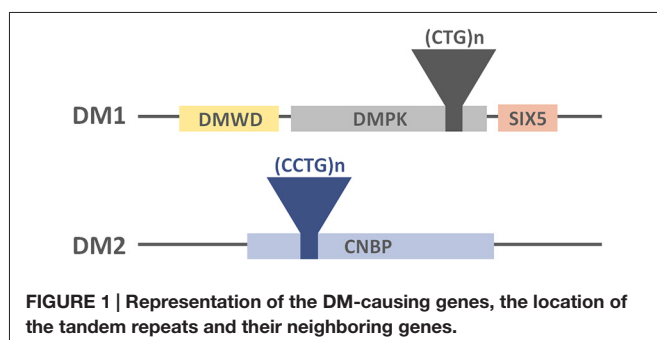 (CTG)n
DM1
DMWD
DMPK
SIX5
(CCTG)n
DM2
CNBP
FIGURE 1 | Representation of the DM-causing genes, the location of
the tandem repeats and their neighboring genes.